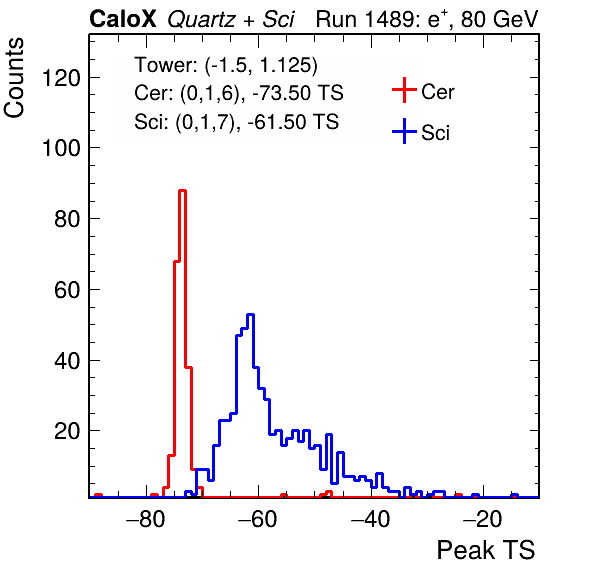 CaloX Quartz + Sci Run 1489: e+, 80 GeV
Counts
Tower: (-1.5, 1.125)
Cer: (0,1,6), -73.50 TS
Sci: (0,1,7), -61.50 TS
Cer
Sci
120
100
80
60
40
20
−80 −60 −40 −20
Peak TS